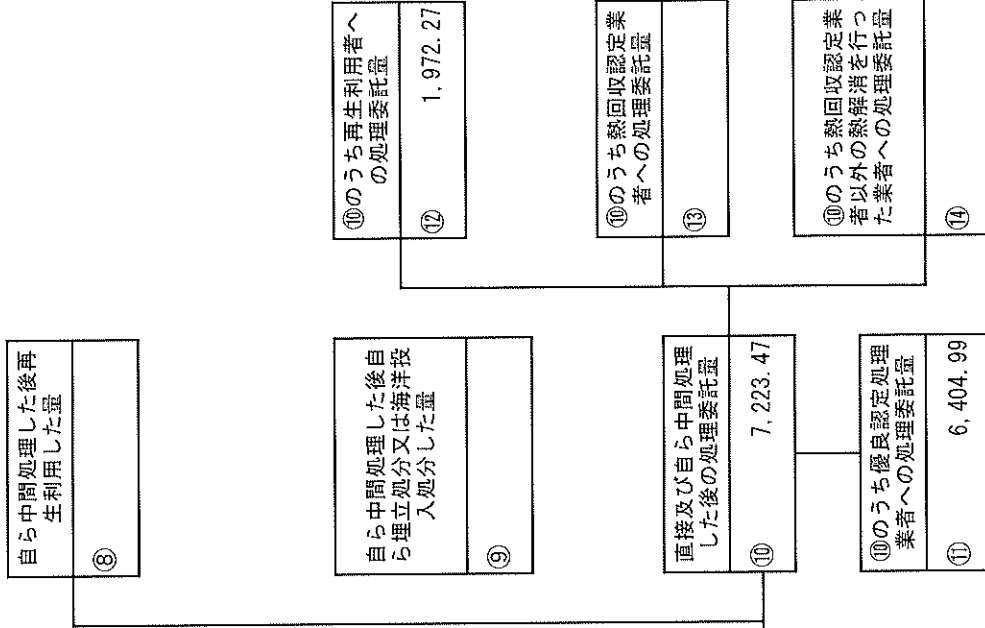 自ら中間処理した後再
生利用した量
⑧
自ら中間処理した後自
ら埋立処分又は海洋投
入処分した量
⑨
直接及び自ら中間処理
した後の処理委託量
⑩ 7,223.47
⑩のうち優良認定処理
業者への処理委託量
⑪ 6,404.99
⑩のうち再生利用者へ
の処理委託量
⑫ 1,972.27
⑩のうち熱回収認定業
者への処理委託量
⑬
⑩のうち熱回収認定業
者以外の熱解消を行っ
た業者への処理委託量
⑭